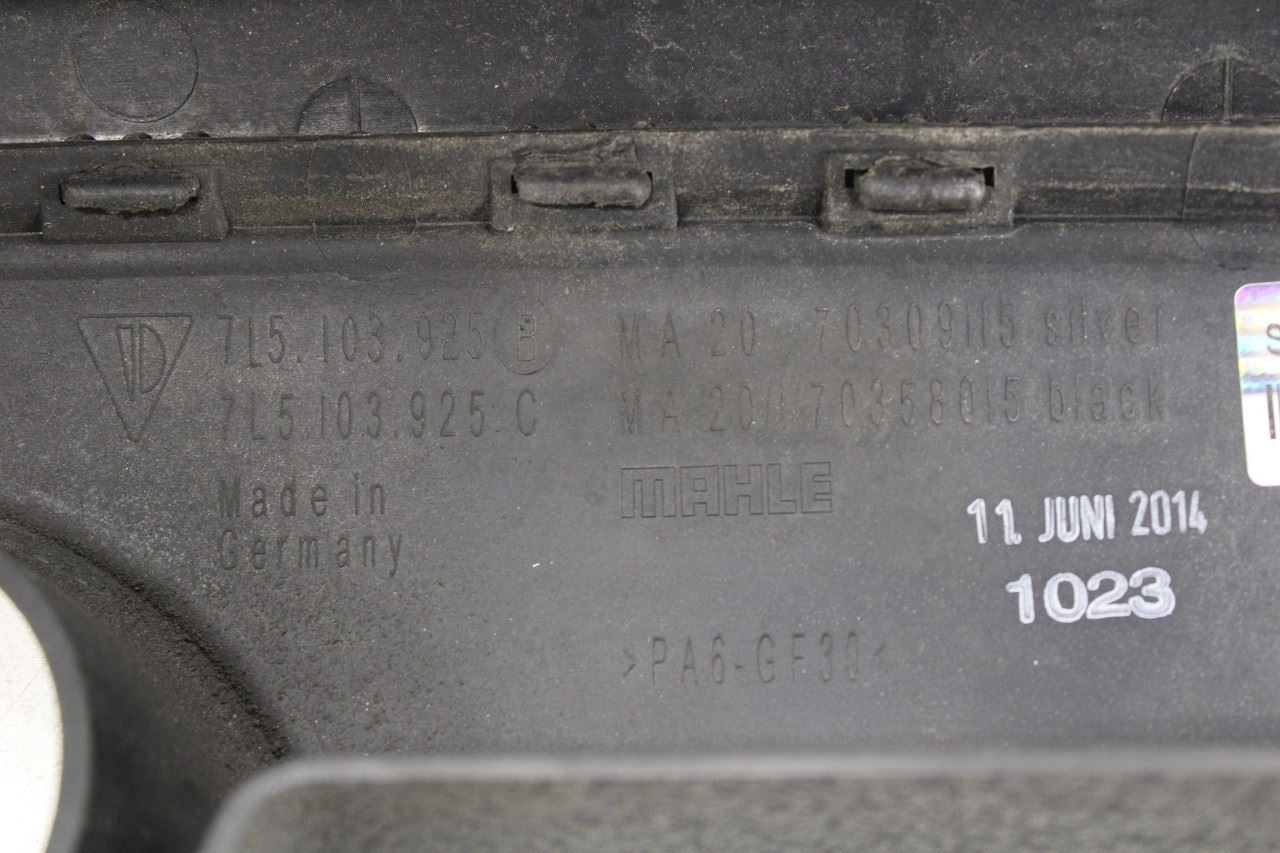 7L5.103.925 B MA 20 70309115 silver
7L5.103.925.C MA 20/ 70358015 black
Made in
Germany
MAHLE
11. JUNI 2014
1023
>PA6-GF30<